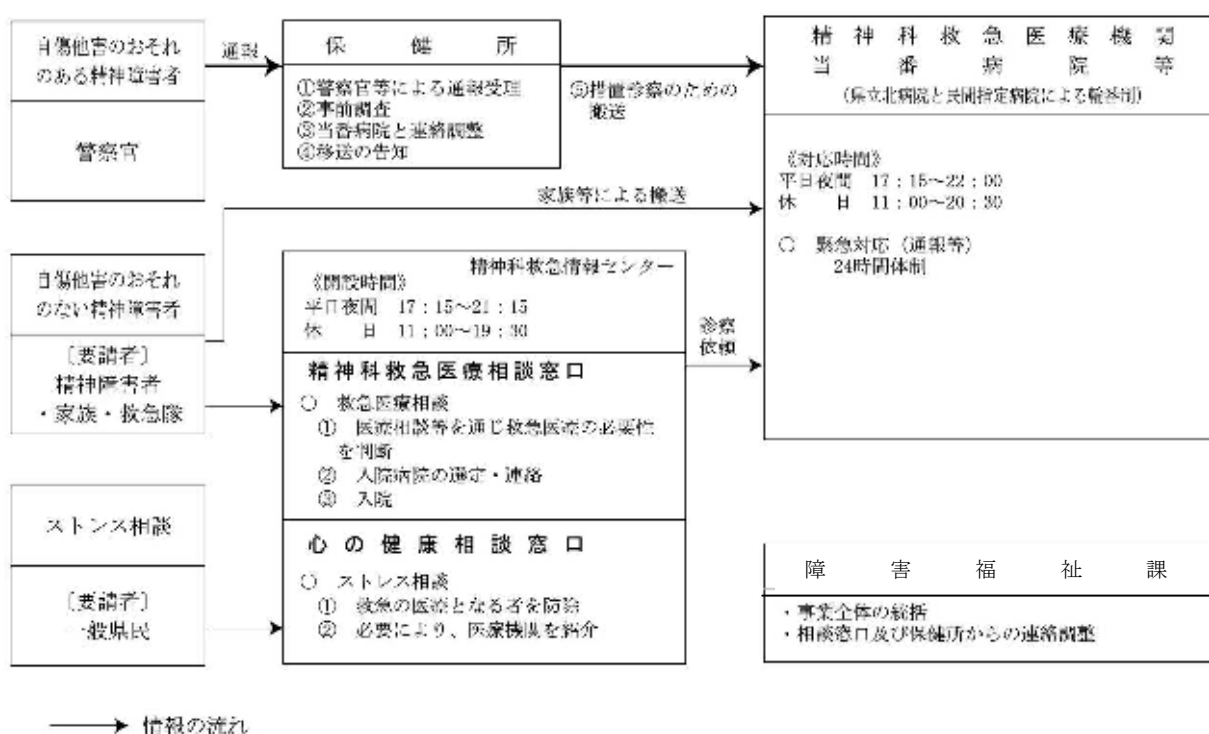 自傷他害のおそれ
のある精神障害者
警察官
通報
保健所
①警察官等による通報受理
②事前調査
③当番病院と連絡調整
④移送の告知
⑤措置診察のための
搬送
精神科救急医療機関
当番病院等
(県立北病院と民間指定病院による輪番制)
《対応時間》
平日夜間 17：15～22：00
休日 11：00～20：30
○ 緊急対応（通報等）
24時間体制
家族等による搬送
自傷他害のおそれ
のない精神障害者
〔要請者〕
精神障害者
・家族・救急隊
精神科救急情報センター
《開設時間》
平日夜間 17：15～21：15
休日 11：00～19：30
精神科救急医療相談窓口
○ 救急医療相談
① 医療相談等を通じ救急医療の必要性
を判断
② 入院病院の選定・連絡
③ 入院
診察
依頼
ストレス相談
〔要請者〕
一般県民
心の健康相談窓口
○ ストレス相談
① 救急の医療となる者を防除
② 必要により、医療機関を紹介
障害福祉課
・事業全体の統括
・相談窓口及び保健所からの連絡調整
情報の流れ